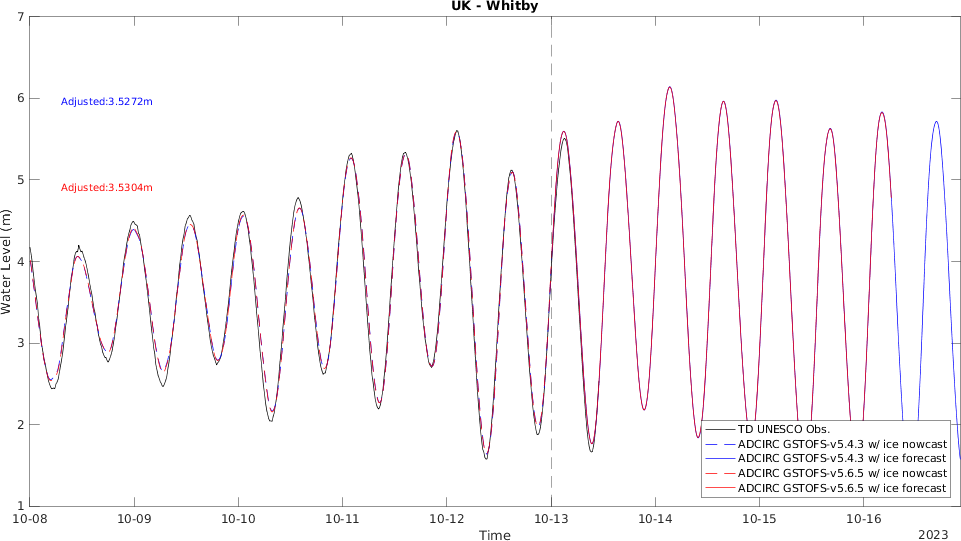 UK - Whitby
7
6
5
4
3
2
1
Water Level (m)
Adjusted:3.5272m
Adjusted:3.5304m
TD UNESCO Obs.
ADCIRC GSTOFS-v5.4.3 w/ ice nowcast
ADCIRC GSTOFS-v5.4.3 w/ ice forecast
ADCIRC GSTOFS-v5.6.5 w/ ice nowcast
ADCIRC GSTOFS-v5.6.5 w/ ice forecast
10-08 10-09 10-10 10-11 10-12 10-13 10-14 10-15 10-16
Time
2023